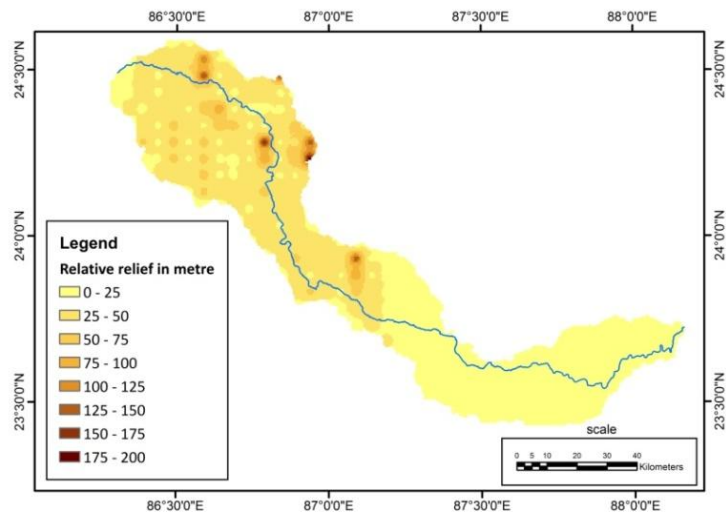 86°30'0"E 87°0'0"E 87°30'0"E 88°0'0"E
24°30'0"N 24°30'0"N
24°0'0"N 24°0'0"N
Legend
Relative relief in metre
0 - 25
25 - 50
50 - 75
75 - 100
100 - 125
125 - 150
150 - 175
175 - 200
23°30'0"N 23°30'0"N
scale
0 5 10 20 30 40
Kilometers
86°30'0"E 87°0'0"E 87°30'0"E 88°0'0"E